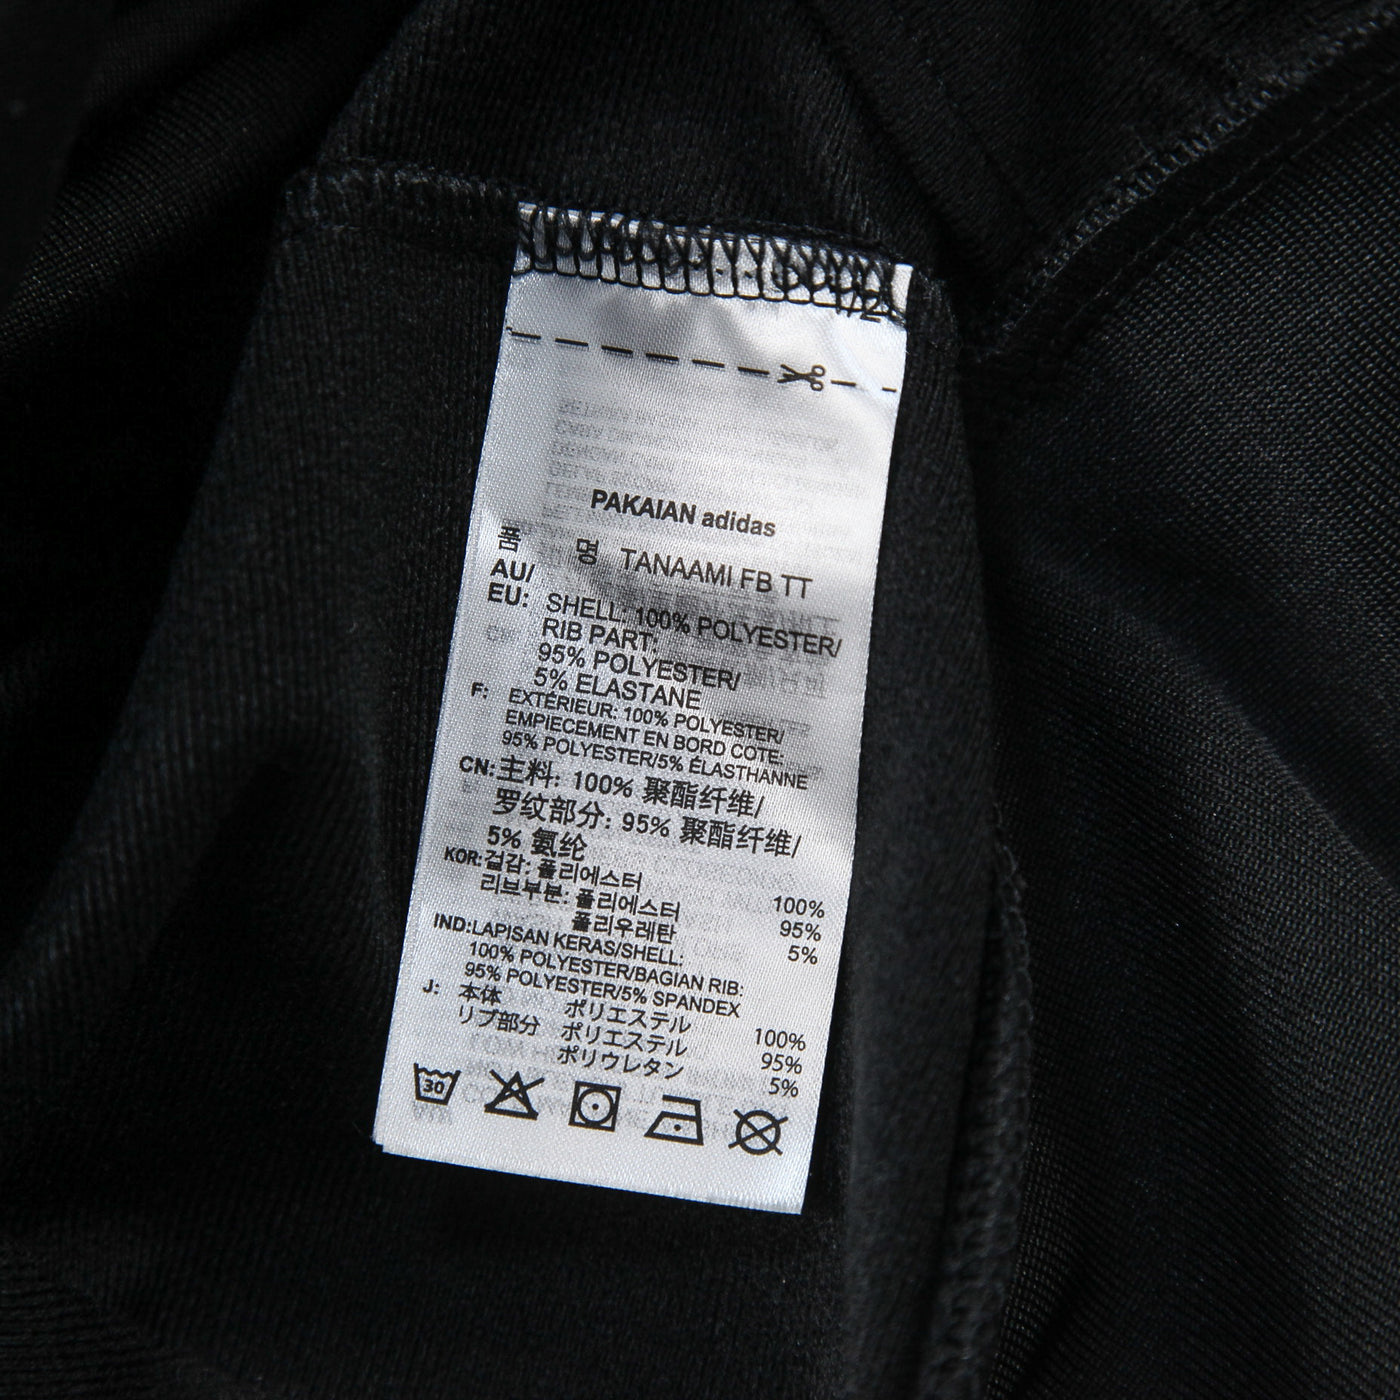 PAKAIAN adidas
품 명 TANAAMI FB TT
AU/
EU: SHELL: 100% POLYESTER/
RIB PART:
95% POLYESTER/
5% ELASTANE
F: EXTÉRIEUR: 100% POLYESTER/
EMPIECEMENT EN BORD COTE:
95% POLYESTER/5% ÉLASTHANNE
CN: 主料: 100% 聚酯纤维/
罗纹部分: 95% 聚酯纤维/
5% 氨纶
KOR: 겉감: 폴리에스터 100%
리브부분: 폴리에스터 95%
폴리우레탄 5%
IND: LAPISAN KERAS/SHELL:
100% POLYESTER/BAGIAN RIB:
95% POLYESTER/5% SPANDEX
J: 本体 ポリエステル 100%
リブ部分 ポリエステル 95%
ポリウレタン 5%
30